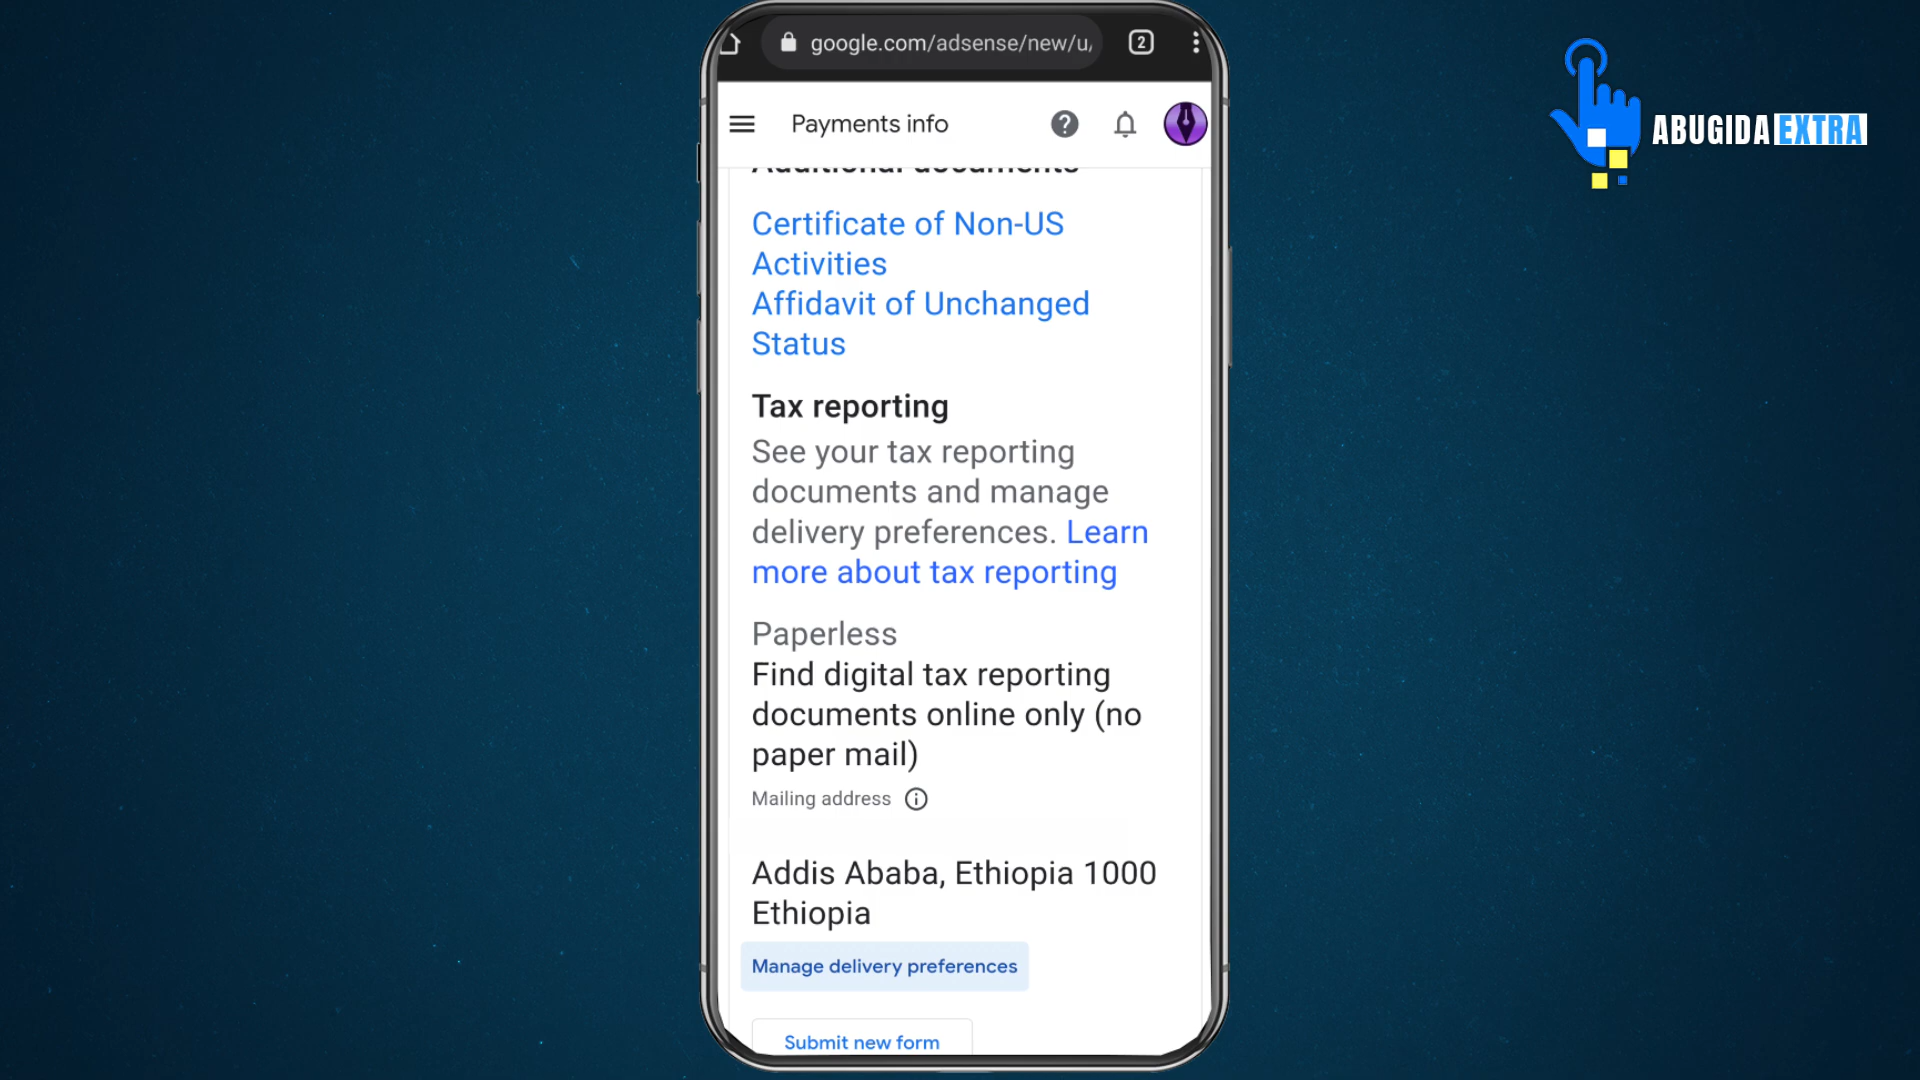 google.com/adsense/new/u,
2
Payments info
ABUGIDA EXTRA
Additional documents
Certificate of Non-US
Activities
Affidavit of Unchanged
Status
Tax reporting
See your tax reporting
documents and manage
delivery preferences. Learn
more about tax reporting
Paperless
Find digital tax reporting
documents online only (no
paper mail)
Mailing address
Addis Ababa, Ethiopia 1000
Ethiopia
Manage delivery preferences
Submit new form